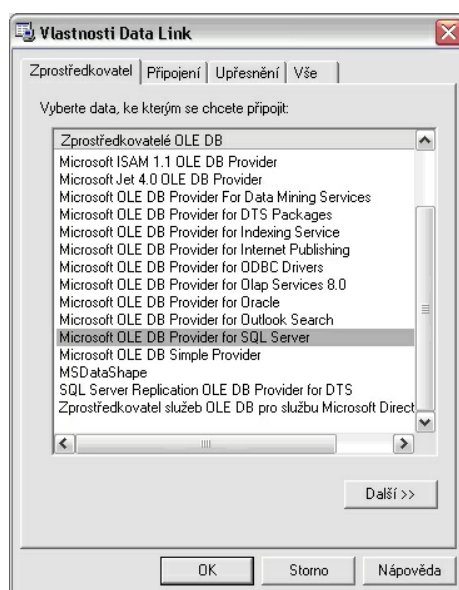 Vlastnosti Data Link
Zprostředkovatel Připojení Upřesnění Vše
Vyberte data, ke kterým se chcete připojit:
Zprostředkovatelé OLE DB
Microsoft ISAM 1.1 OLE DB Provider
Microsoft Jet 4.0 OLE DB Provider
Microsoft OLE DB Provider For Data Mining Services
Microsoft OLE DB Provider for DTS Packages
Microsoft OLE DB Provider for Indexing Service
Microsoft OLE DB Provider for Internet Publishing
Microsoft OLE DB Provider for ODBC Drivers
Microsoft OLE DB Provider for Olap Services 8.0
Microsoft OLE DB Provider for Oracle
Microsoft OLE DB Provider for Outlook Search
Microsoft OLE DB Provider for SQL Server
Microsoft OLE DB Simple Provider
MSDataShape
SQL Server Replication OLE DB Provider for DTS
Zprostředkovatel služeb OLE DB pro službu Microsoft Direct
Další >>
OK Storno Nápověda